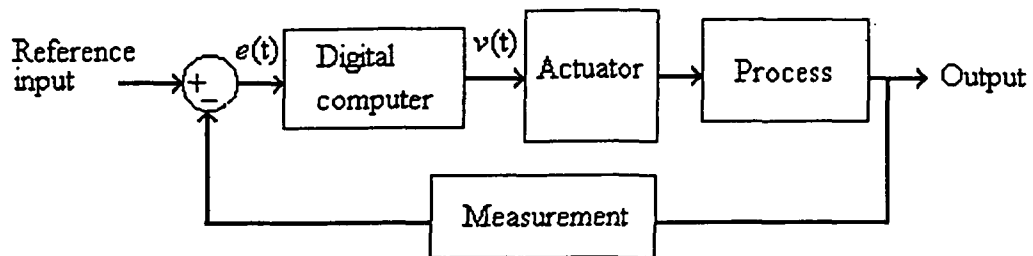 Reference
input
+
−
e(t)
Digital
computer
v(t)
Actuator
Process
Output
Measurement